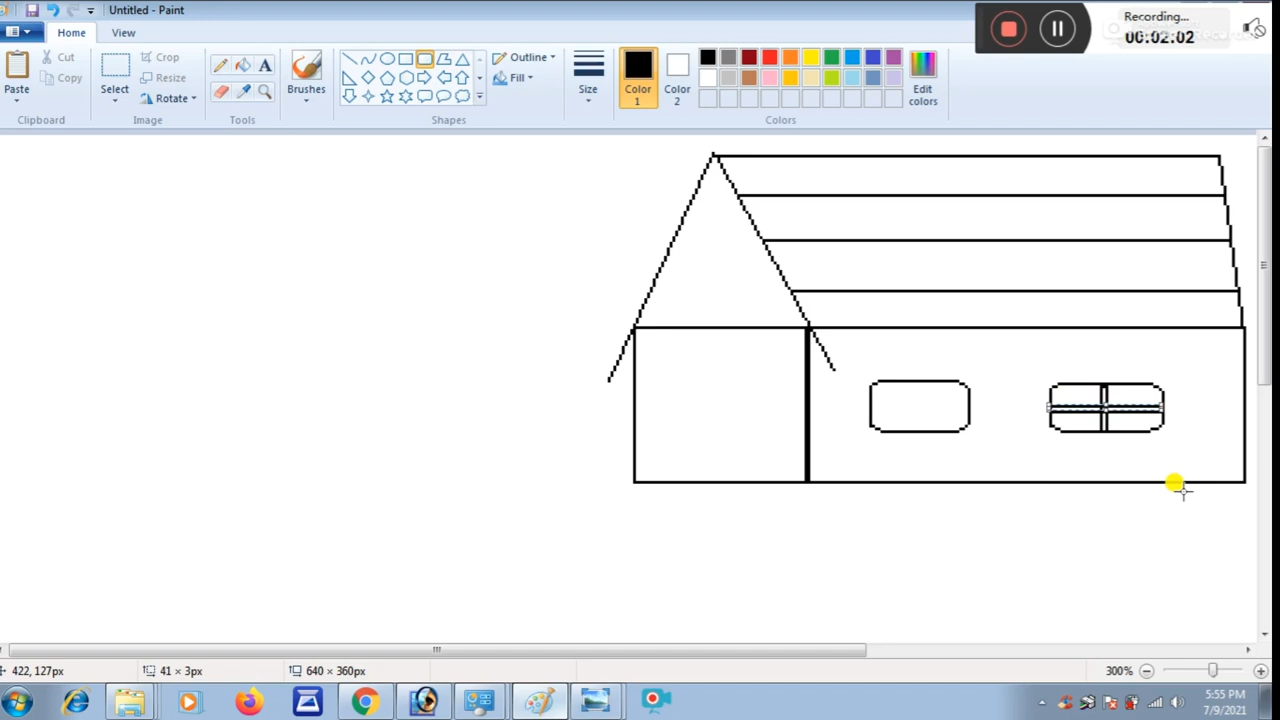 Untitled - Paint
Recording...
00:02:02
Home
View
Paste
Cut
Copy
Clipboard
Select
Crop
Resize
Rotate
Image
A
Tools
Brushes
Outline
Fill
Shapes
Size
Color 1
Color 2
Edit colors
Colors
422, 127px
41 × 3px
640 × 360px
300%
5:55 PM
7/9/2021